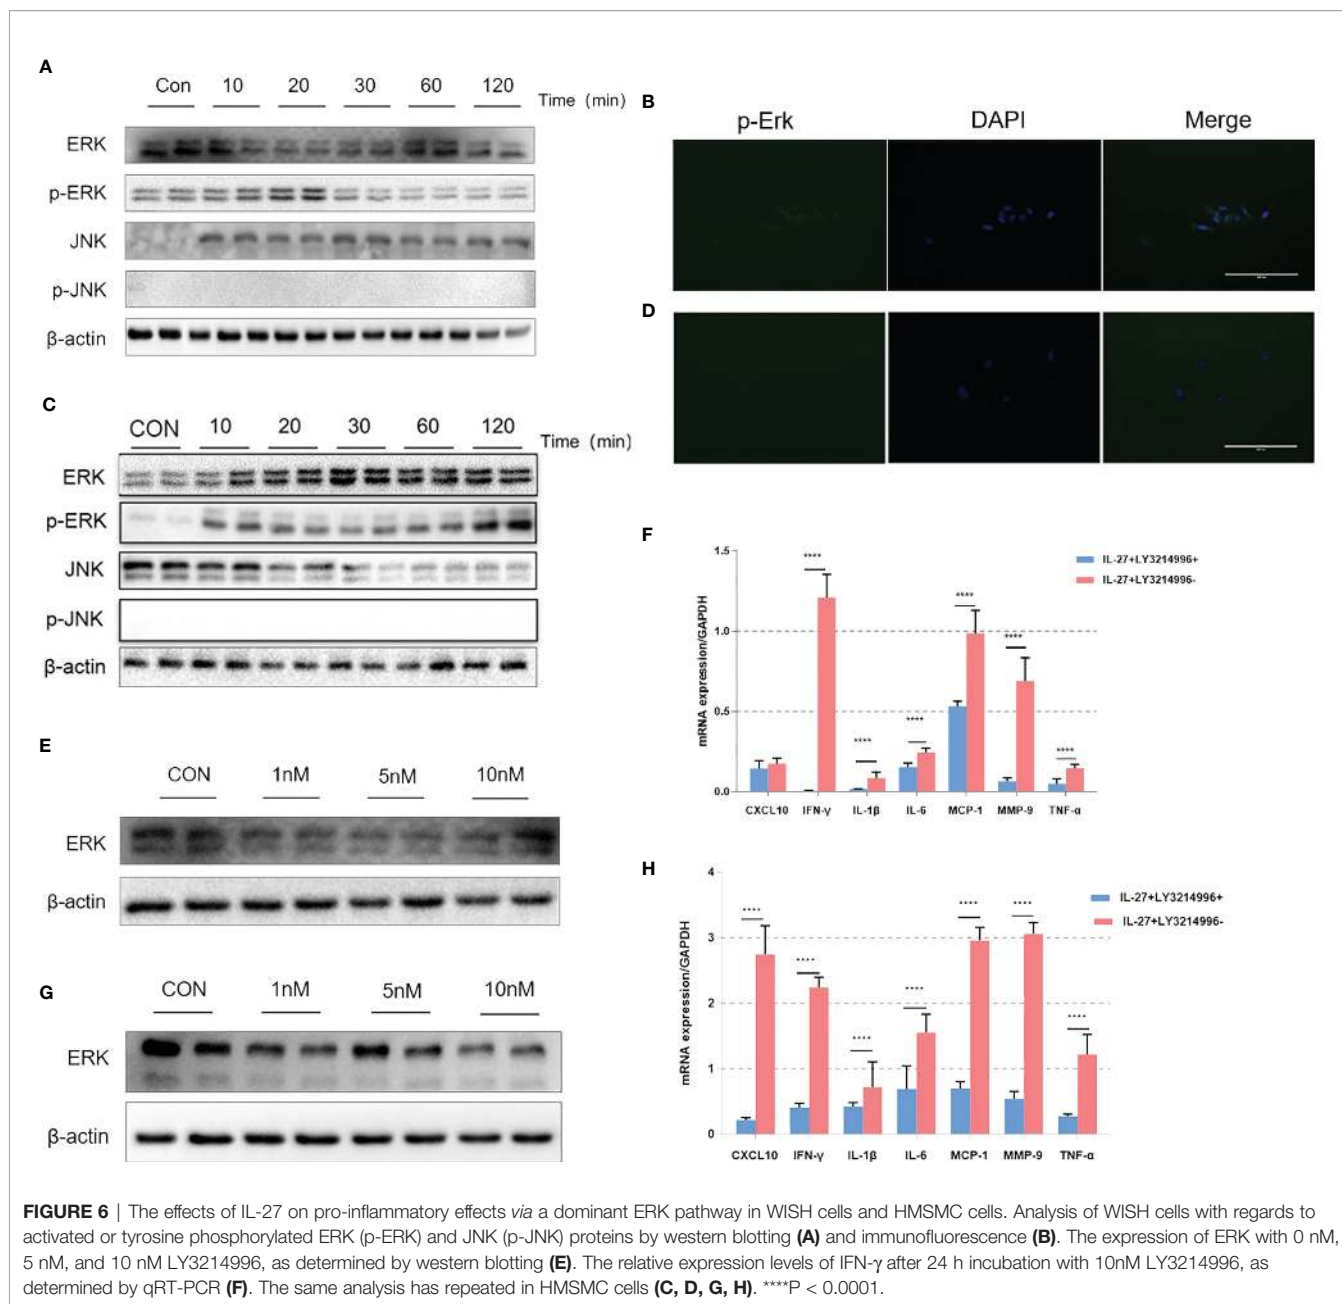 A
Con 10 20 30 60 120 Time (min)
ERK
p-ERK
JNK
p-JNK
β-actin
B
p-Erk DAPI Merge
D
C
CON 10 20 30 60 120 Time (min)
ERK
p-ERK
JNK
p-JNK
β-actin
E
CON 1nM 5nM 10nM
ERK
β-actin
G
CON 1nM 5nM 10nM
ERK
β-actin
F
IL-27+LY3214996+
IL-27+LY3214996-
mRNA expression/GAPDH
1.5
1.0
0.5
0.0
**** **** **** **** **** ****
CXCL10 IFN-γ IL-1β IL-6 MCP-1 MMP-9 TNF-α
H
IL-27+LY3214996+
IL-27+LY3214996-
mRNA expression/GAPDH
4
3
2
1
0
**** **** **** **** **** **** ****
CXCL10 IFN-γ IL-1β IL-6 MCP-1 MMP-9 TNF-α
FIGURE 6 | The effects of IL-27 on pro-inflammatory effects via a dominant ERK pathway in WISH cells and HMSMC cells. Analysis of WISH cells with regards to
activated or tyrosine phosphorylated ERK (p-ERK) and JNK (p-JNK) proteins by western blotting (A) and immunofluorescence (B). The expression of ERK with 0 nM,
5 nM, and 10 nM LY3214996, as determined by western blotting (E). The relative expression levels of IFN-γ after 24 h incubation with 10nM LY3214996, as
determined by qRT-PCR (F). The same analysis has repeated in HMSMC cells (C, D, G, H). ****P < 0.0001.